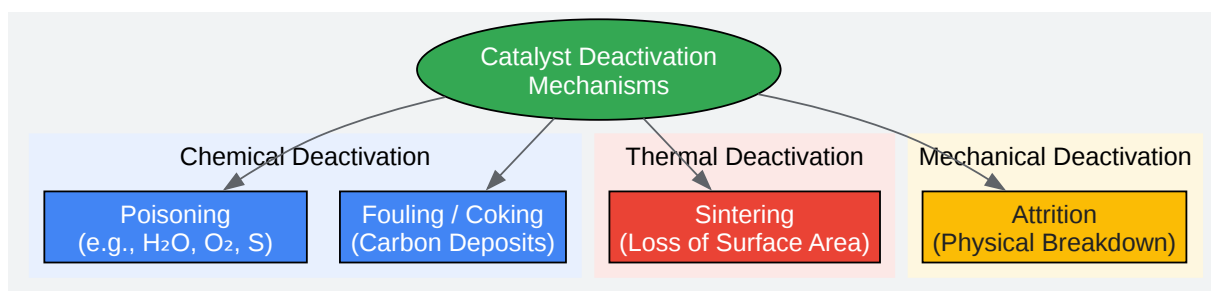 Catalyst Deactivation
Mechanisms
Chemical Deactivation
Thermal Deactivation
Mechanical Deactivation
Poisoning
(e.g., H₂O, O₂, S)
Fouling / Coking
(Carbon Deposits)
Sintering
(Loss of Surface Area)
Attrition
(Physical Breakdown)